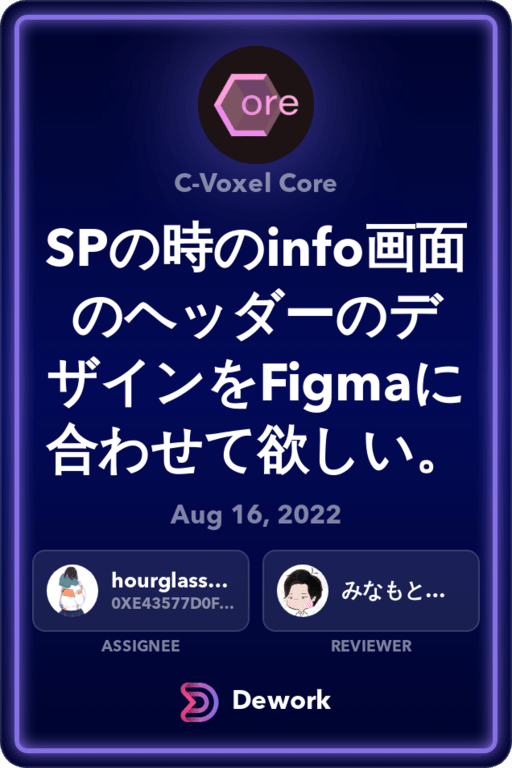 ore
C-Voxel Core
SPの時のinfo画面
のヘッダーのデ
ザインをFigmaに
合わせて欲しい。
Aug 16, 2022
hourglass...
0XE43577D0F...
みなもと...
ASSIGNEE
REVIEWER
Dework